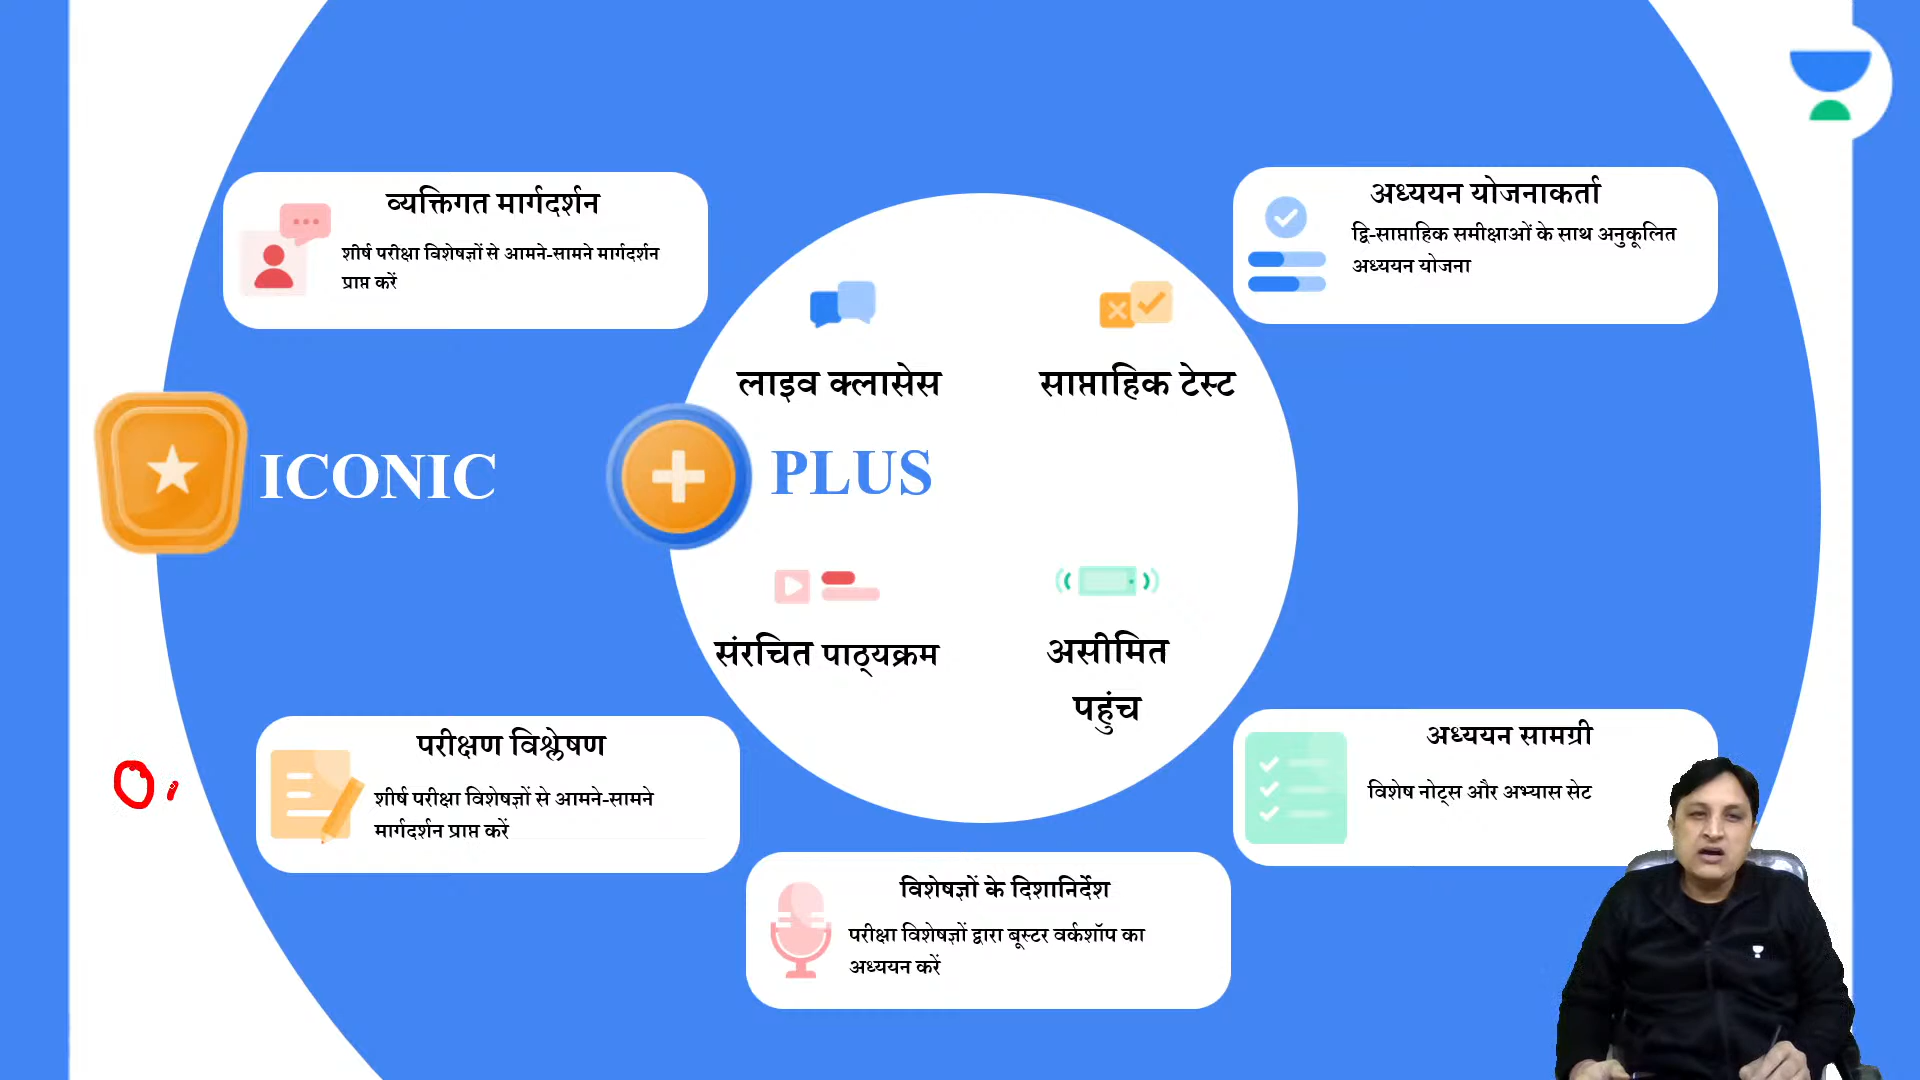 व्यक्तिगत मार्गदर्शन
शीर्ष परीक्षा विशेषज्ञों से आमने-सामने मार्गदर्शन
प्राप्त करें
अध्ययन योजनाकर्ता
द्वि-साप्ताहिक समीक्षाओं के साथ अनुकूलित
अध्ययन योजना
लाइव क्लासेस
साप्ताहिक टेस्ट
ICONIC
PLUS
संरचित पाठ्यक्रम
असीमित
पहुंच
परीक्षण विश्लेषण
शीर्ष परीक्षा विशेषज्ञों से आमने-सामने
मार्गदर्शन प्राप्त करें
अध्ययन सामग्री
विशेष नोट्स और अभ्यास सेट
विशेषज्ञों के दिशानिर्देश
परीक्षा विशेषज्ञों द्वारा बूस्टर वर्कशॉप का
अध्ययन करें